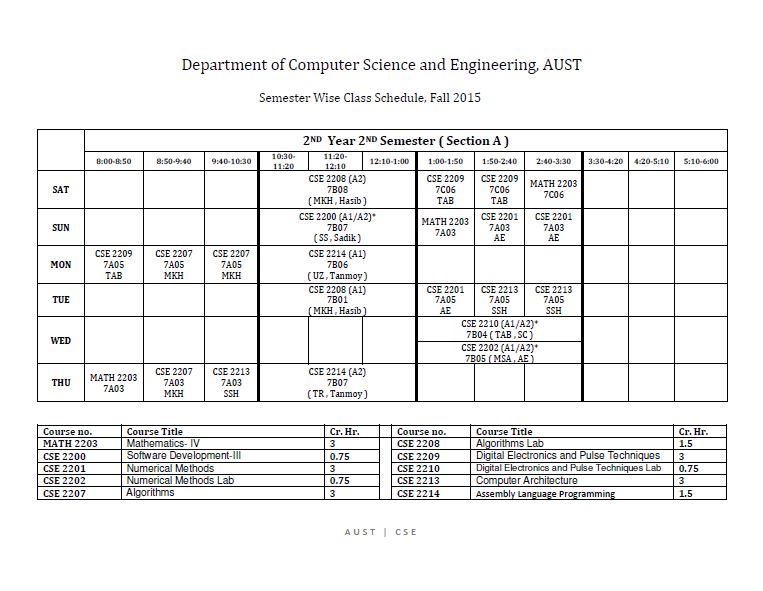 Department of Computer Science and Engineering, AUST
Semester Wise Class Schedule, Fall 2015
2ND Year 2ND Semester ( Section A )
8:00-8:50 8:50-9:40 9:40-10:30 10:30-11:20 11:20-12:10 12:10-1:00 1:00-1:50 1:50-2:40 2:40-3:30 3:30-4:20 4:20-5:10 5:10-6:00
SAT
CSE 2208 (A2)
7B08
( MKH , Hasib )
CSE 2209
7C06
TAB
CSE 2209
7C06
TAB
MATH 2203
7C06
SUN
CSE 2200 (A1/A2)*
7B07
( SS , Sadik )
MATH 2203
7A03
CSE 2201
7A03
AE
CSE 2201
7A03
AE
MON
CSE 2209
7A05
TAB
CSE 2207
7A05
MKH
CSE 2207
7A05
MKH
CSE 2214 (A1)
7B06
( UZ , Tanmoy )
TUE
CSE 2208 (A1)
7B01
( MKH , Hasib )
CSE 2201
7A05
AE
CSE 2213
7A05
SSH
CSE 2213
7A05
SSH
WED
CSE 2210 (A1/A2)*
7B04 ( TAB , SC )
CSE 2202 (A1/A2)*
7B05 ( MSA , AE )
THU
MATH 2203
7A03
CSE 2207
7A03
MKH
CSE 2213
7A03
SSH
CSE 2214 (A2)
7B07
( TR , Tanmoy )
Course no. Course Title Cr. Hr. Course no. Course Title Cr. Hr.
MATH 2203 Mathematics- IV 3 CSE 2208 Algorithms Lab 1.5
CSE 2200 Software Development-III 0.75 CSE 2209 Digital Electronics and Pulse Techniques 3
CSE 2201 Numerical Methods 3 CSE 2210 Digital Electronics and Pulse Techniques Lab 0.75
CSE 2202 Numerical Methods Lab 0.75 CSE 2213 Computer Architecture 3
CSE 2207 Algorithms 3 CSE 2214 Assembly Language Programming 1.5
AUST | CSE